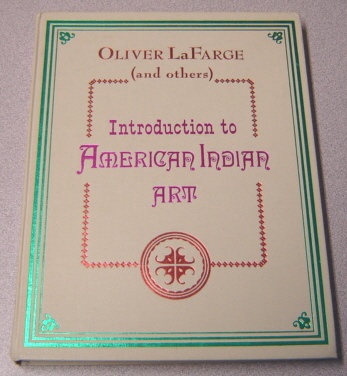 OLIVER LAFARGE
(and others)
Introduction to
AMERICAN INDIAN
ART